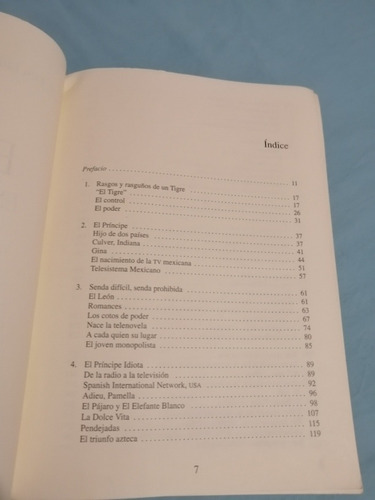 Índice
Prefacio 11
1. Rasgos y rasguños de un Tigre 17
"El Tigre" 17
El control 26
El poder 31
2. El Príncipe 37
Hijo de dos países 37
Culver, Indiana 41
Gina 44
El nacimiento de la TV mexicana 51
Telesistema Mexicano 57
3. Senda difícil, senda prohibida 61
El León 61
Romances 63
Los cotos de poder 67
Nace la telenovela 74
A cada quien su lugar 80
El joven monopolista 85
4. El Príncipe Idiota 89
De la radio a la televisión 89
Spanish International Network, USA 92
Adieu, Pamella 96
El Pájaro y El Elefante Blanco 98
La Dolce Vita 107
Pendejadas 115
El triunfo azteca 119
7